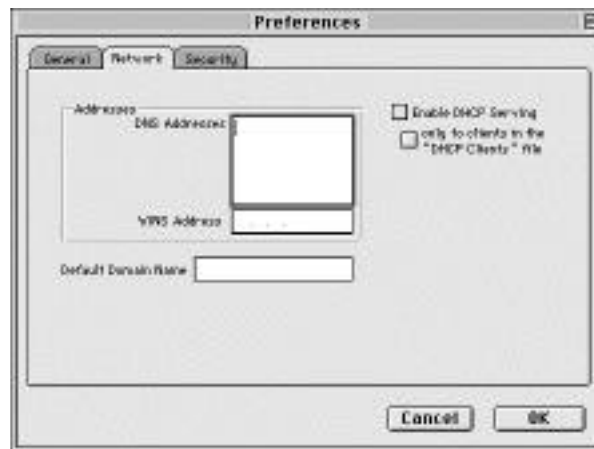 Preferences
General Network Security
Addresses
DNS Addresses
WINS Address
Default Domain Name
Enable DHCP Serving
only to clients in the
"DHCP Clients" file
Cancel OK